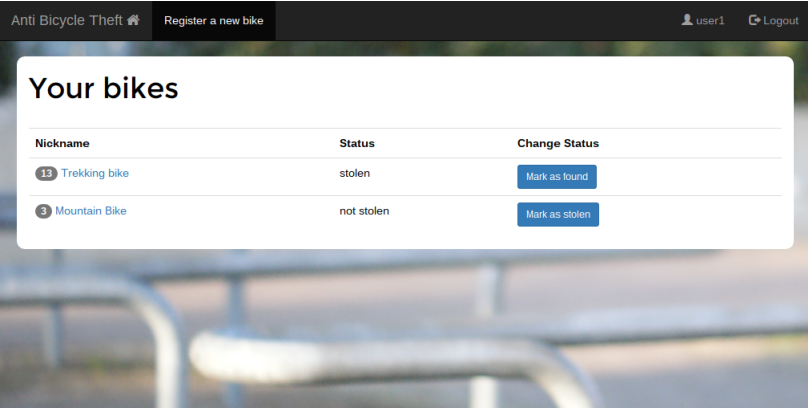 Anti Bicycle Theft Register a new bike user1 Logout
Your bikes
Nickname Status Change Status
13 Trekking bike stolen Mark as found
3 Mountain Bike not stolen Mark as stolen